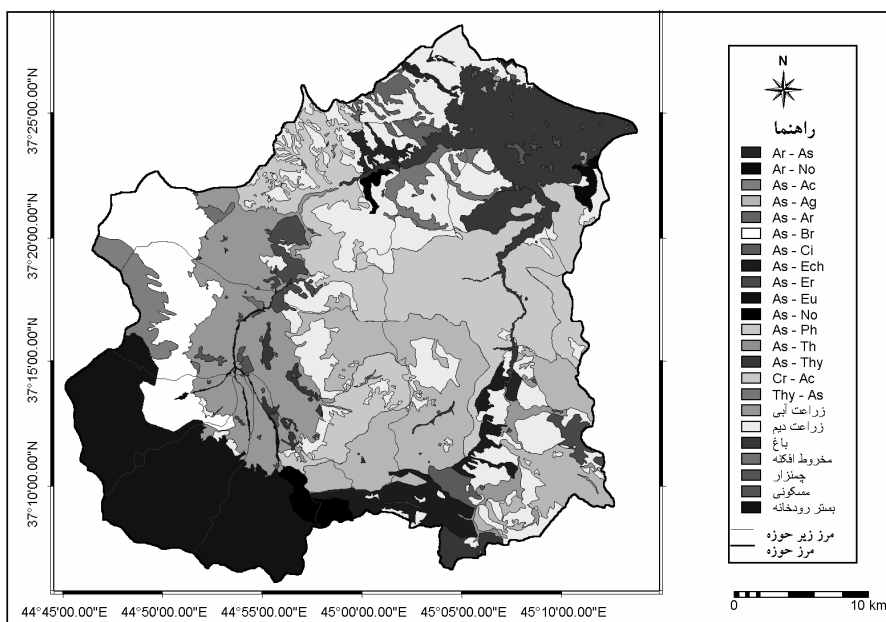 N
راهنما
Ar - As
Ar - No
As - Ac
As - Ag
As - Ar
As - Br
As - Ci
As - Ech
As - Er
As - Eu
As - No
As - Ph
As - Th
As - Thy
Cr - Ac
Thy - As
زراعت آبی
زراعت دیم
باغ
مخروط افکنه
چمنزار
مسکونی
بستر رودخانه
مرز زیر حوزه
مرز حوزه
0 10 km
37°25'00.00"N
37°20'00.00"N
37°15'00.00"N
37°10'00.00"N
44°45'00.00"E 44°50'00.00"E 44°55'00.00"E 45°00'00.00"E 45°05'00.00"E 45°10'00.00"E